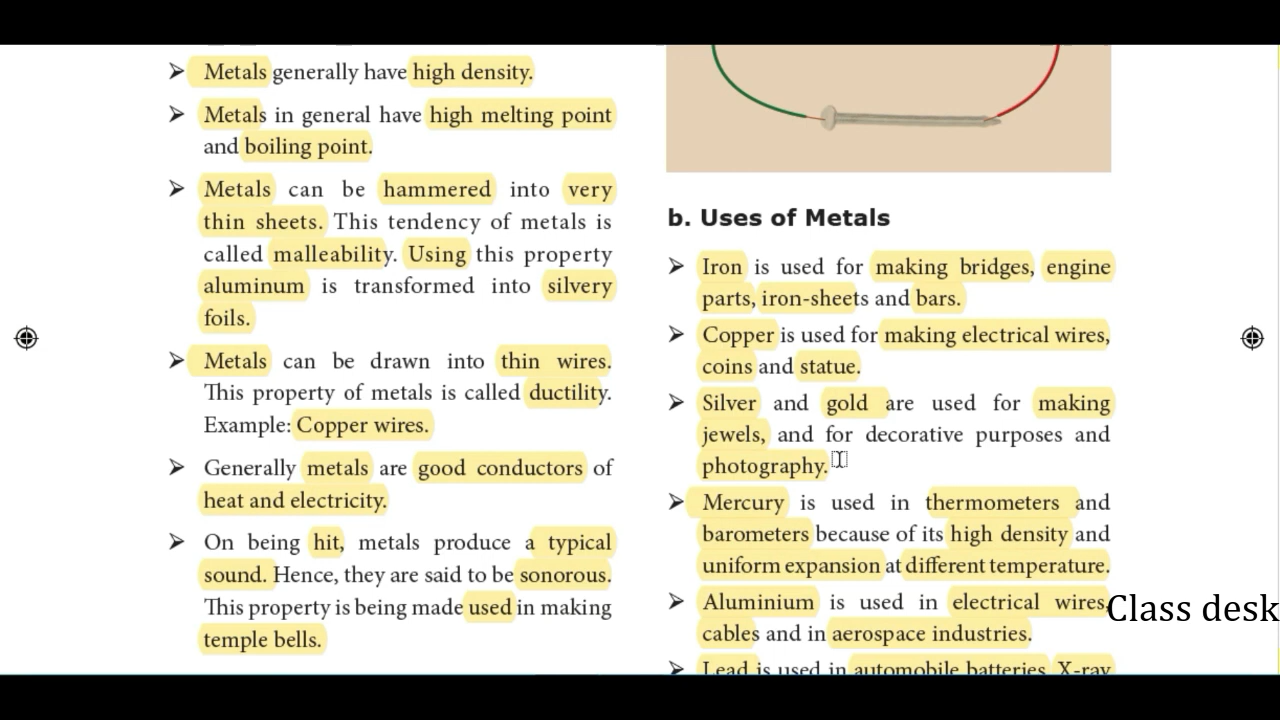 ➢ Metals generally have high density.
➢ Metals in general have high melting point
and boiling point.
➢ Metals can be hammered into very
thin sheets. This tendency of metals is
called malleability. Using this property
aluminum is transformed into silvery
foils.
➢ Metals can be drawn into thin wires.
This property of metals is called ductility.
Example: Copper wires.
➢ Generally metals are good conductors of
heat and electricity.
➢ On being hit, metals produce a typical
sound. Hence, they are said to be sonorous.
This property is being made used in making
temple bells.
b. Uses of Metals
➢ Iron is used for making bridges, engine
parts, iron-sheets and bars.
➢ Copper is used for making electrical wires,
coins and statue.
➢ Silver and gold are used for making
jewels, and for decorative purposes and
photography.
➢ Mercury is used in thermometers and
barometers because of its high density and
uniform expansion at different temperature.
➢ Aluminium is used in electrical wires,
cables and in aerospace industries.
➢ Lead is used in automobile batteries, X-ray
Class desk